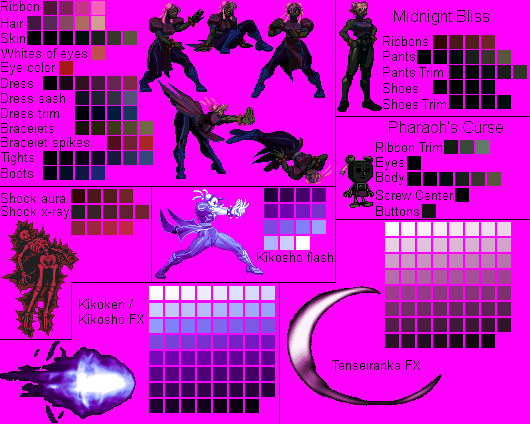 Ribbon
Hair
Skin
Whites of eyes
Eye color
Dress
Dress sash
Dress trim
Bracelets
Bracelet spikes
Tights
Boots
Midnight Bliss
Ribbons
Pants
Pants Trim
Shoes
Shoes Trim
Pharaoh's Curse
Ribbon Trim
Eyes
Body
Screw Center
Buttons
Shock aura
Shock x-ray
Kikosho flash
Kikoken /
Kikosho FX
Tenseiranka FX